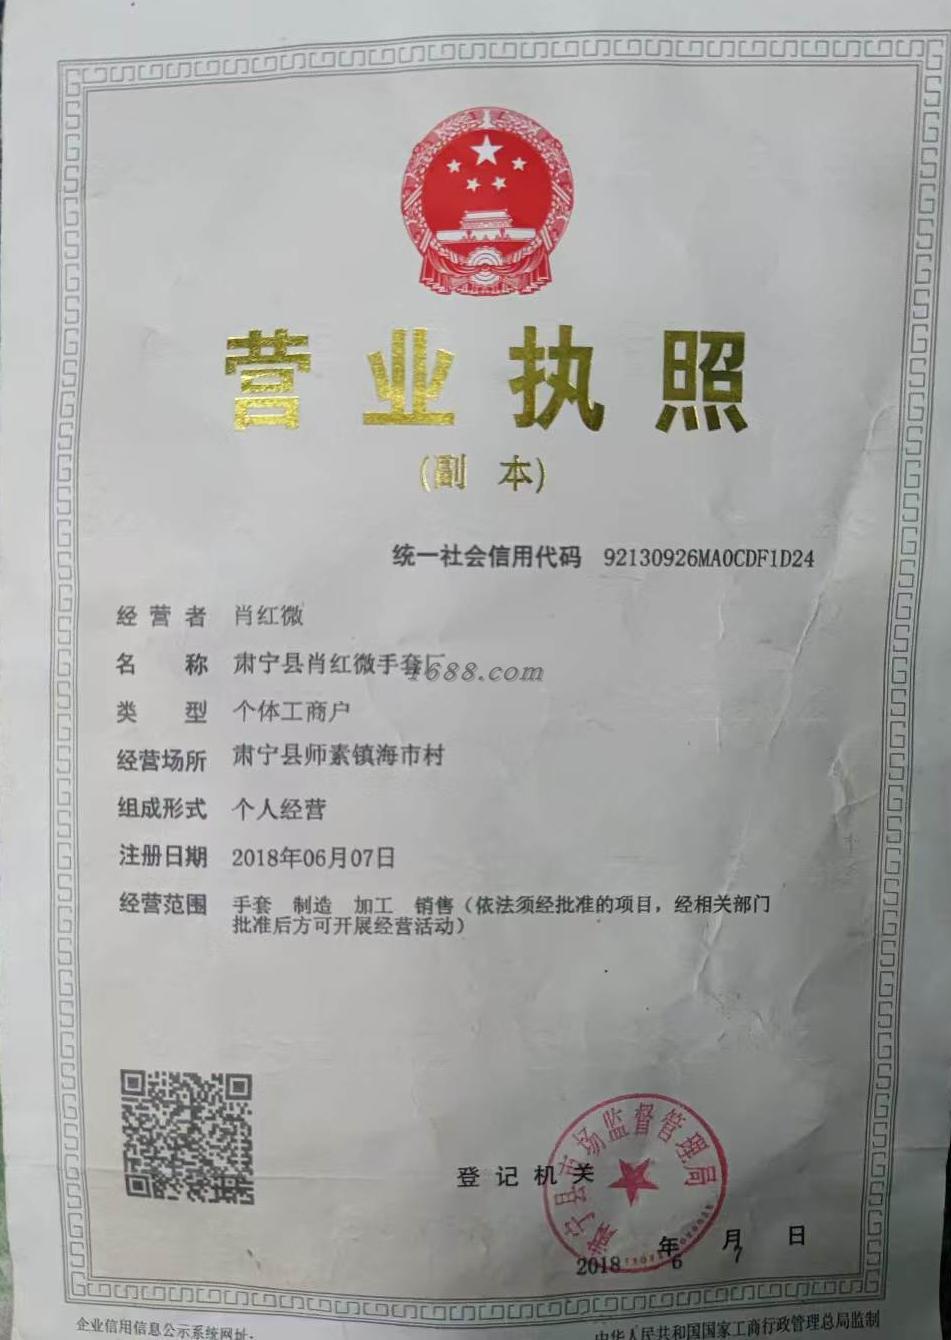 营业执照
(副 本)
统一社会信用代码 92130926MA0CDF1D24
经营者 肖红微
名称 肃宁县肖红微手套厂
1688.com
类型 个体工商户
经营场所 肃宁县师素镇海市村
组成形式 个人经营
注册日期 2018年06月07日
经营范围 手套 制造 加工 销售(依法须经批准的项目,经相关部门
批准后方可开展经营活动)
登记机关
肃宁县市场监督管理局
2018年6月7日
企业信用信息公示系统网址:
中华人民共和国国家工商行政管理总局监制